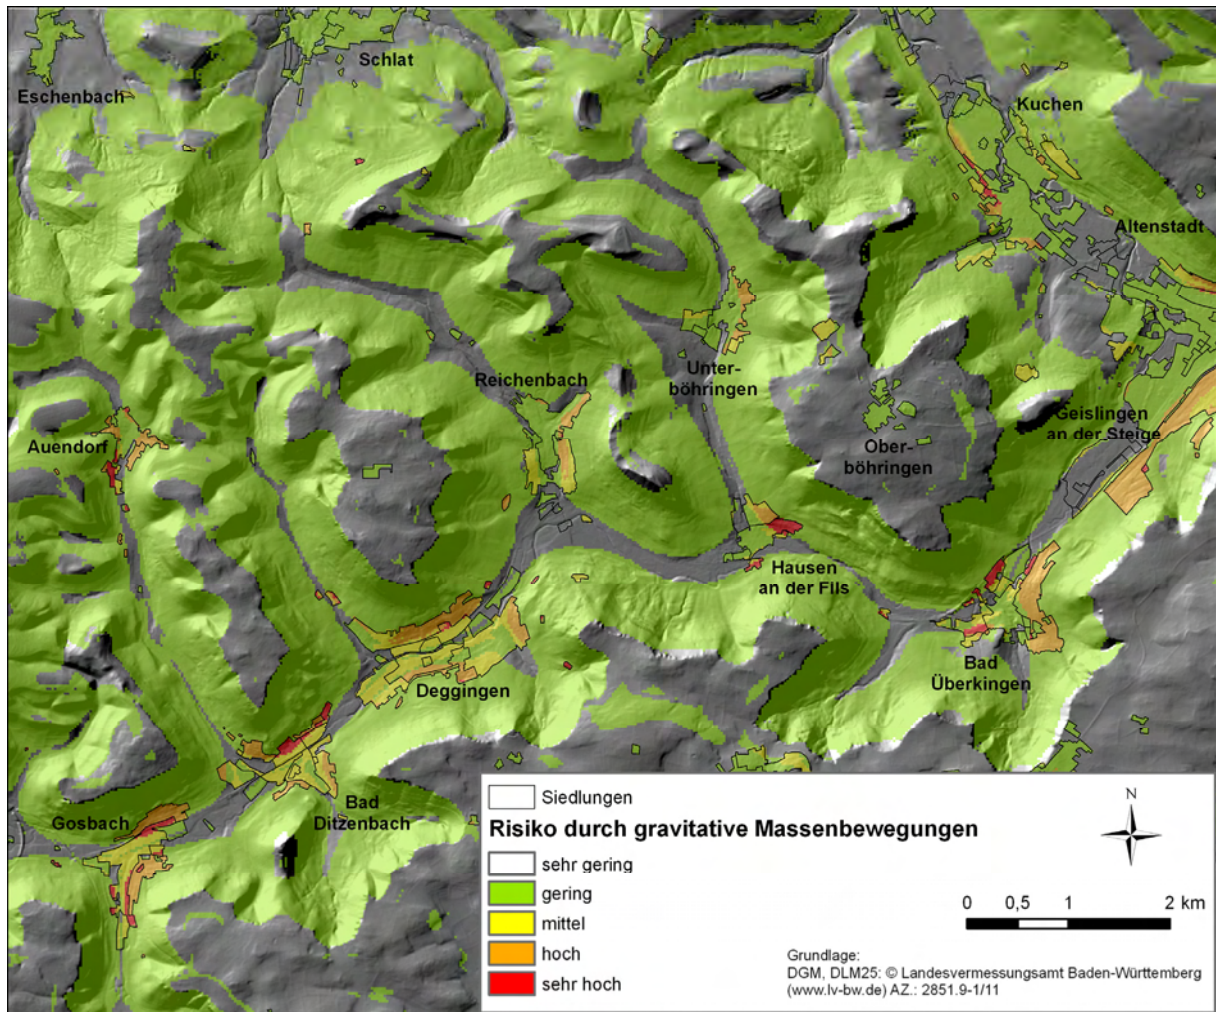 Schlat
Eschenbach
Kuchen
Altenstadt
Unter-
böhringen
Reichenbach
Geislingen
an der Steige
Auendorf
Ober-
böhringen
Hausen
an der Fils
Bad
Überkingen
Deggingen
Bad
Ditzenbach
Gosbach
Siedlungen
Risiko durch gravitative Massenbewegungen
sehr gering
gering
mittel
hoch
sehr hoch
N
0 0,5 1 2 km
Grundlage:
DGM, DLM25: © Landesvermessungsamt Baden-Württemberg
(www.lv-bw.de) AZ.: 2851.9-1/11